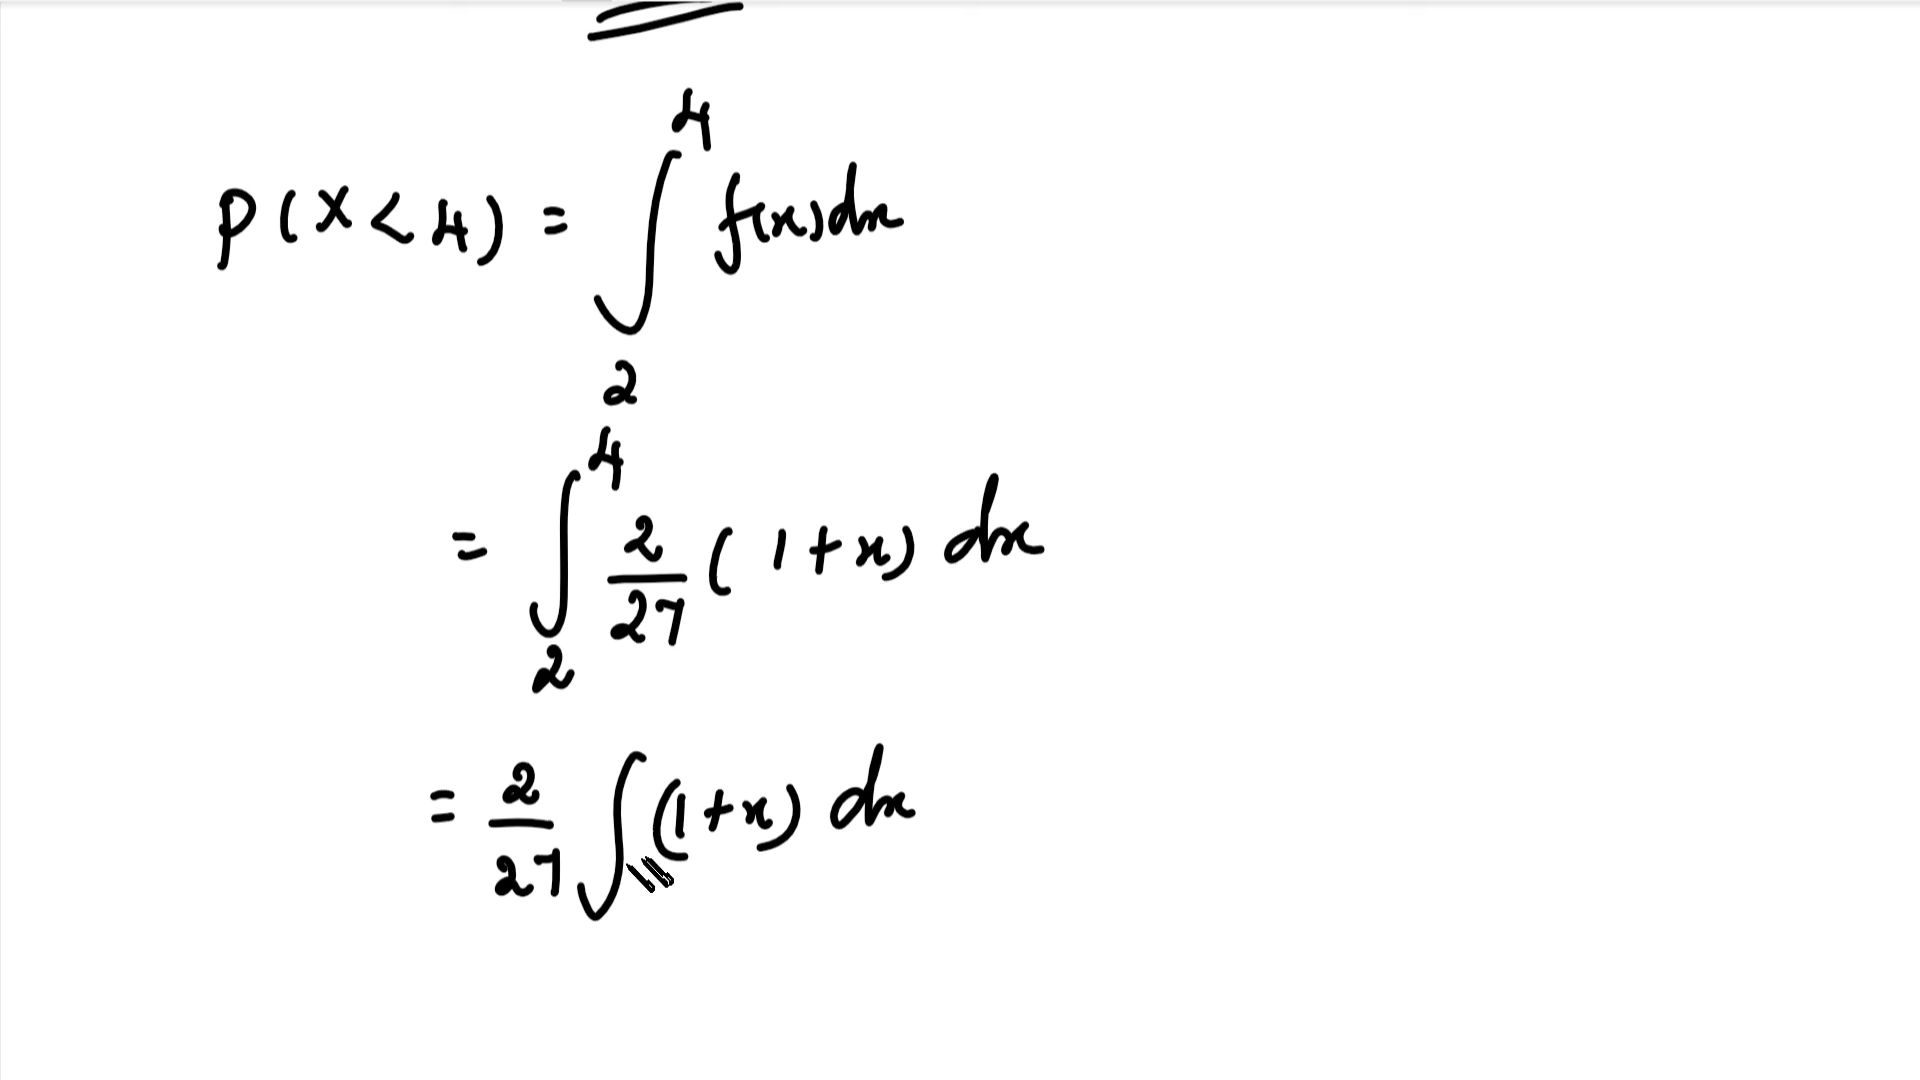 P(X<4) = ∫₂⁴ f(x)dx
= ∫₂⁴ 2/27 (1+x) dx
= 2/27 ∫(1+x) dx